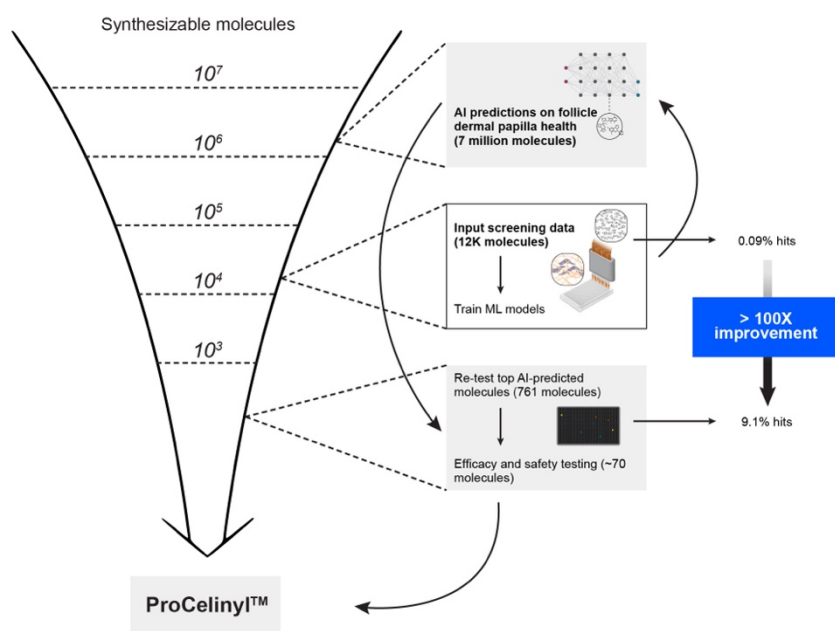 Synthesizable molecules
10⁷
10⁶
10⁵
10⁴
10³
AI predictions on follicle
dermal papilla health
(7 million molecules)
Input screening data
(12K molecules)
Train ML models
0.09% hits
> 100X
improvement
Re-test top AI-predicted
molecules (761 molecules)
Efficacy and safety testing (~70
molecules)
9.1% hits
ProCelinyl™